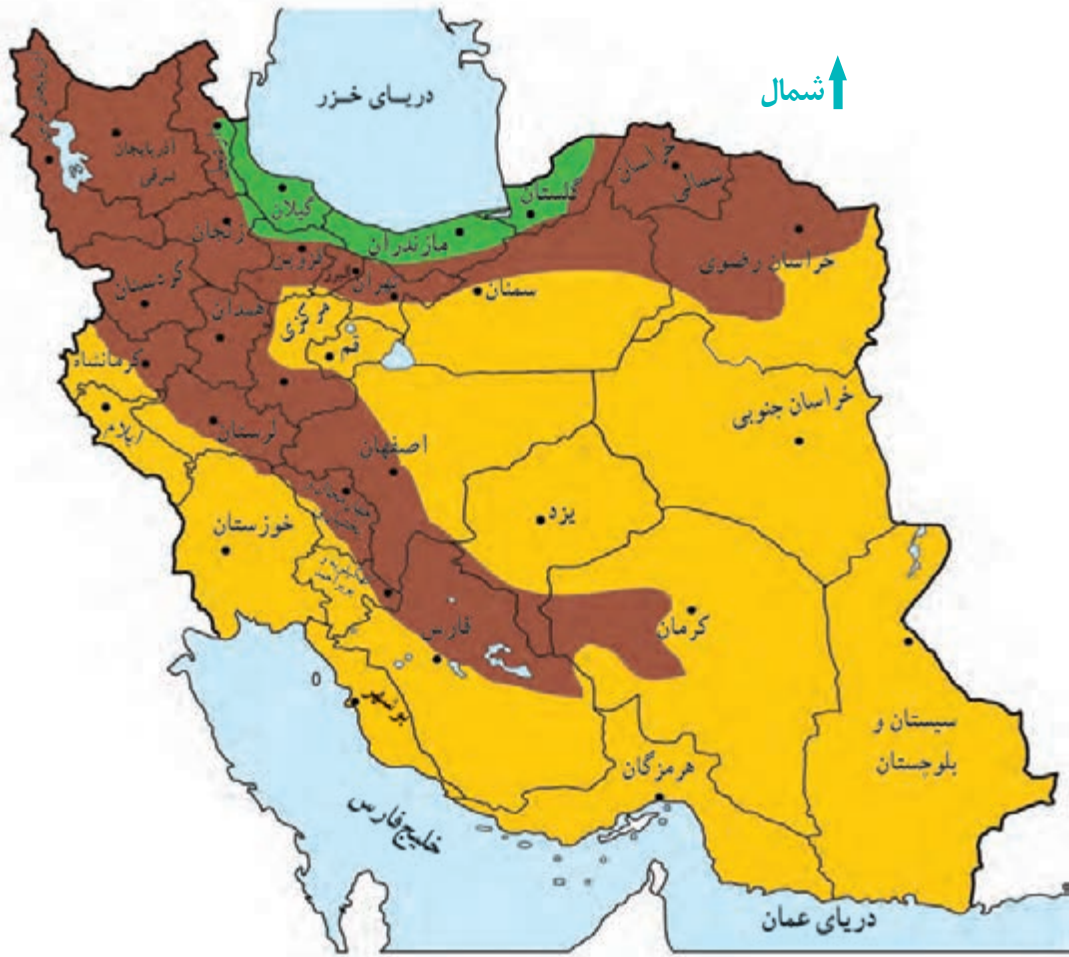 شمال
دریای خزر
آذربایجان
شرقی
گیلان
مازندران
گلستان
خراسان
شمالی
خراسان رضوی
زنجان
قزوین
تهران
سمنان
کردستان
همدان
مرکزی
قم
کرمانشاه
ایلام
لرستان
اصفهان
خراسان جنوبی
یزد
خوزستان
فارس
کرمان
بوشهر
هرمزگان
سیستان و
بلوچستان
خلیج فارس
دریای عمان